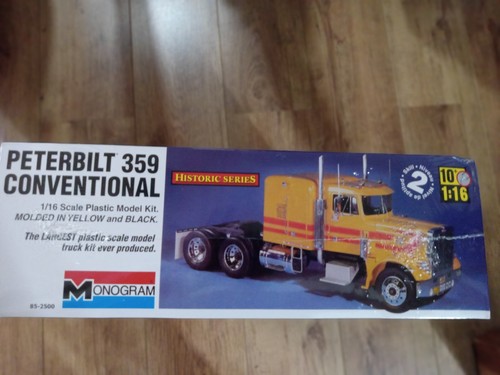 PETERBILT 359
CONVENTIONAL
1/16 Scale Plastic Model Kit.
MOLDED IN YELLOW and BLACK.
The LARGEST plastic scale model
truck kit ever produced.
MONOGRAM
85-2500
HISTORIC SERIES
2
10+
1:16